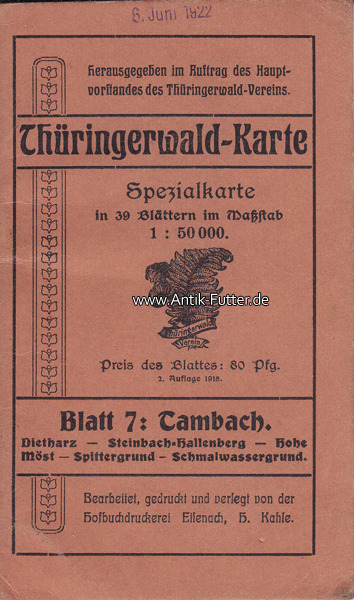 6. Juni 1922
Herausgegeben im Auftrag des Haupt-
vorstandes des Thüringerwald-Vereins.
Thüringerwald-Karte
Spezialkarte
in 39 Blättern im Maßstab
1 : 50 000.
www.Antik-Futter.de
Thüringerwald
Verein
Preis des Blattes: 80 Pfg.
2. Auflage 1918.
Blatt 7: Tambach.
Dietharz — Steinbach-Hallenberg — Hohe
Möst — Spittergrund — Schmalwassergrund.
Bearbeitet, gedruckt und verlegt von der
Hofbuchdruckerei Eisenach, H. Kahle.